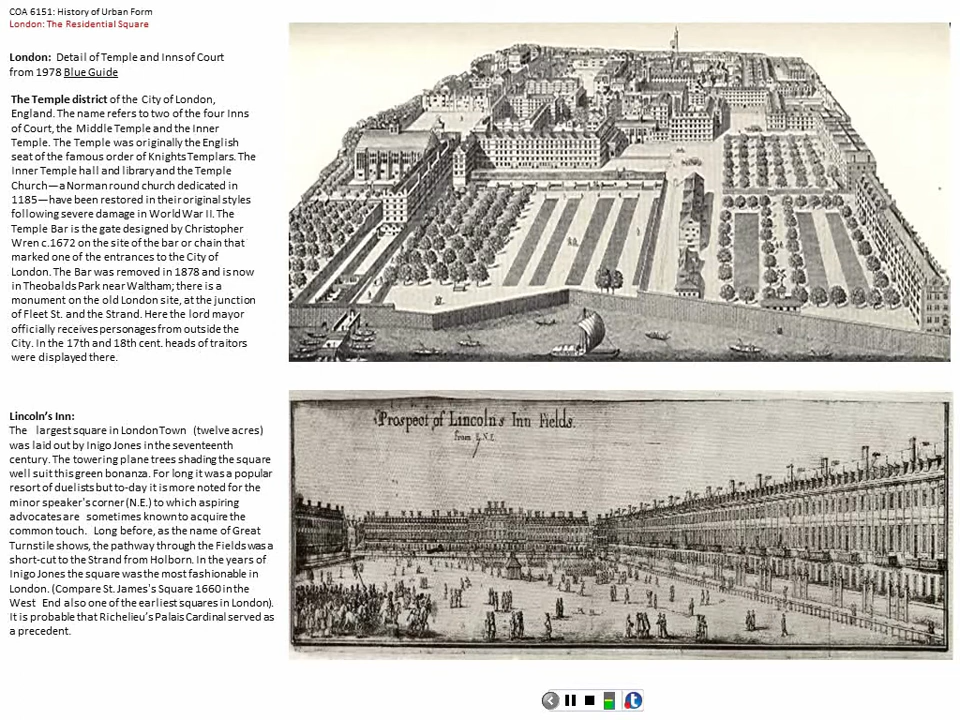 COA 6151: History of Urban Form
London: The Residential Square
London: Detail of Temple and Inns of Court
from 1978 Blue Guide
The Temple district of the City of London,
England. The name refers to two of the four Inns
of Court, the Middle Temple and the Inner
Temple. The Temple was originally the English
seat of the famous order of Knights Templars. The
Inner Temple hall and library and the Temple
Church—a Norman round church dedicated in
1185—have been restored in their original styles
following severe damage in World War II. The
Temple Bar is the gate designed by Christopher
Wren c.1672 on the site of the bar or chain that
marked one of the entrances to the City of
London. The Bar was removed in 1878 and is now
in Theobalds Park near Waltham; there is a
monument on the old London site, at the junction
of Fleet St. and the Strand. Here the lord mayor
officially receives personages from outside the
City. In the 17th and 18th cent. heads of traitors
were displayed there.
Lincoln's Inn:
The largest square in London Town (twelve acres)
was laid out by Inigo Jones in the seventeenth
century. The towering plane trees shading the square
well suit this green bonanza. For long it was a popular
resort of duelists but to-day it is more noted for the
minor speaker's corner (N.E.) to which aspiring
advocates are sometimes known to acquire the
common touch. Long before, as the name of Great
Turnstile shows, the pathway through the Fields was a
short-cut to the Strand from Holborn. In the years of
Inigo Jones the square was the most fashionable in
London. (Compare St. James's Square 1660 in the
West End also one of the earliest squares in London).
It is probable that Richelieu's Palais Cardinal served as
a precedent.
Prospect of Lincolns Inn Fields.
from E.N.E